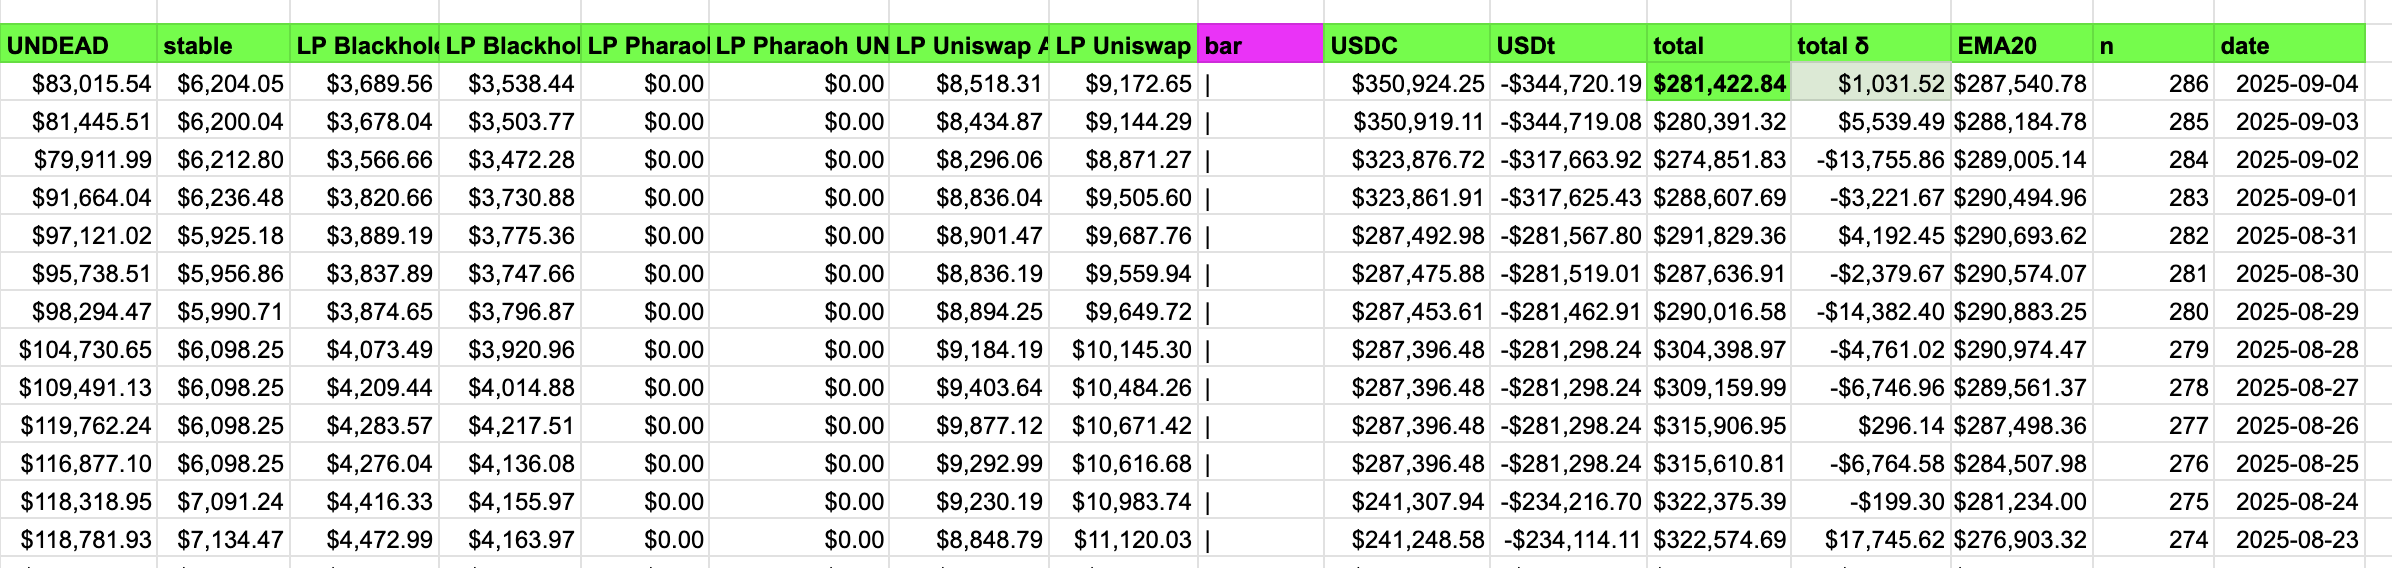 UNDEAD stable LP Blackhole LP Blackhol LP Pharaoh LP Pharaoh UN LP Uniswap A LP Uniswap bar USDC USDt total total δ EMA20 n date
$83,015.54 $6,204.05 $3,689.56 $3,538.44 $0.00 $0.00 $8,518.31 $9,172.65 | $350,924.25 -$344,720.19 $281,422.84 $1,031.52 $287,540.78 286 2025-09-04
$81,445.51 $6,200.04 $3,678.04 $3,503.77 $0.00 $0.00 $8,434.87 $9,144.29 | $350,919.11 -$344,719.08 $280,391.32 $5,539.49 $288,184.78 285 2025-09-03
$79,911.99 $6,212.80 $3,566.66 $3,472.28 $0.00 $0.00 $8,296.06 $8,871.27 | $323,876.72 -$317,663.92 $274,851.83 -$13,755.86 $289,005.14 284 2025-09-02
$91,664.04 $6,236.48 $3,820.66 $3,730.88 $0.00 $0.00 $8,836.04 $9,505.60 | $323,861.91 -$317,625.43 $288,607.69 -$3,221.67 $290,494.96 283 2025-09-01
$97,121.02 $5,925.18 $3,889.19 $3,775.36 $0.00 $0.00 $8,901.47 $9,687.76 | $287,492.98 -$281,567.80 $291,829.36 $4,192.45 $290,693.62 282 2025-08-31
$95,738.51 $5,956.86 $3,837.89 $3,747.66 $0.00 $0.00 $8,836.19 $9,559.94 | $287,475.88 -$281,519.01 $287,636.91 -$2,379.67 $290,574.07 281 2025-08-30
$98,294.47 $5,990.71 $3,874.65 $3,796.87 $0.00 $0.00 $8,894.25 $9,649.72 | $287,453.61 -$281,462.91 $290,016.58 -$14,382.40 $290,883.25 280 2025-08-29
$104,730.65 $6,098.25 $4,073.49 $3,920.96 $0.00 $0.00 $9,184.19 $10,145.30 | $287,396.48 -$281,298.24 $304,398.97 -$4,761.02 $290,974.47 279 2025-08-28
$109,491.13 $6,098.25 $4,209.44 $4,014.88 $0.00 $0.00 $9,403.64 $10,484.26 | $287,396.48 -$281,298.24 $309,159.99 -$6,746.96 $289,561.37 278 2025-08-27
$119,762.24 $6,098.25 $4,283.57 $4,217.51 $0.00 $0.00 $9,877.12 $10,671.42 | $287,396.48 -$281,298.24 $315,906.95 $296.14 $287,498.36 277 2025-08-26
$116,877.10 $6,098.25 $4,276.04 $4,136.08 $0.00 $0.00 $9,292.99 $10,616.68 | $287,396.48 -$281,298.24 $315,610.81 -$6,764.58 $284,507.98 276 2025-08-25
$118,318.95 $7,091.24 $4,416.33 $4,155.97 $0.00 $0.00 $9,230.19 $10,983.74 | $241,307.94 -$234,216.70 $322,375.39 -$199.30 $281,234.00 275 2025-08-24
$118,781.93 $7,134.47 $4,472.99 $4,163.97 $0.00 $0.00 $8,848.79 $11,120.03 | $241,248.58 -$234,114.11 $322,574.69 $17,745.62 $276,903.32 274 2025-08-23